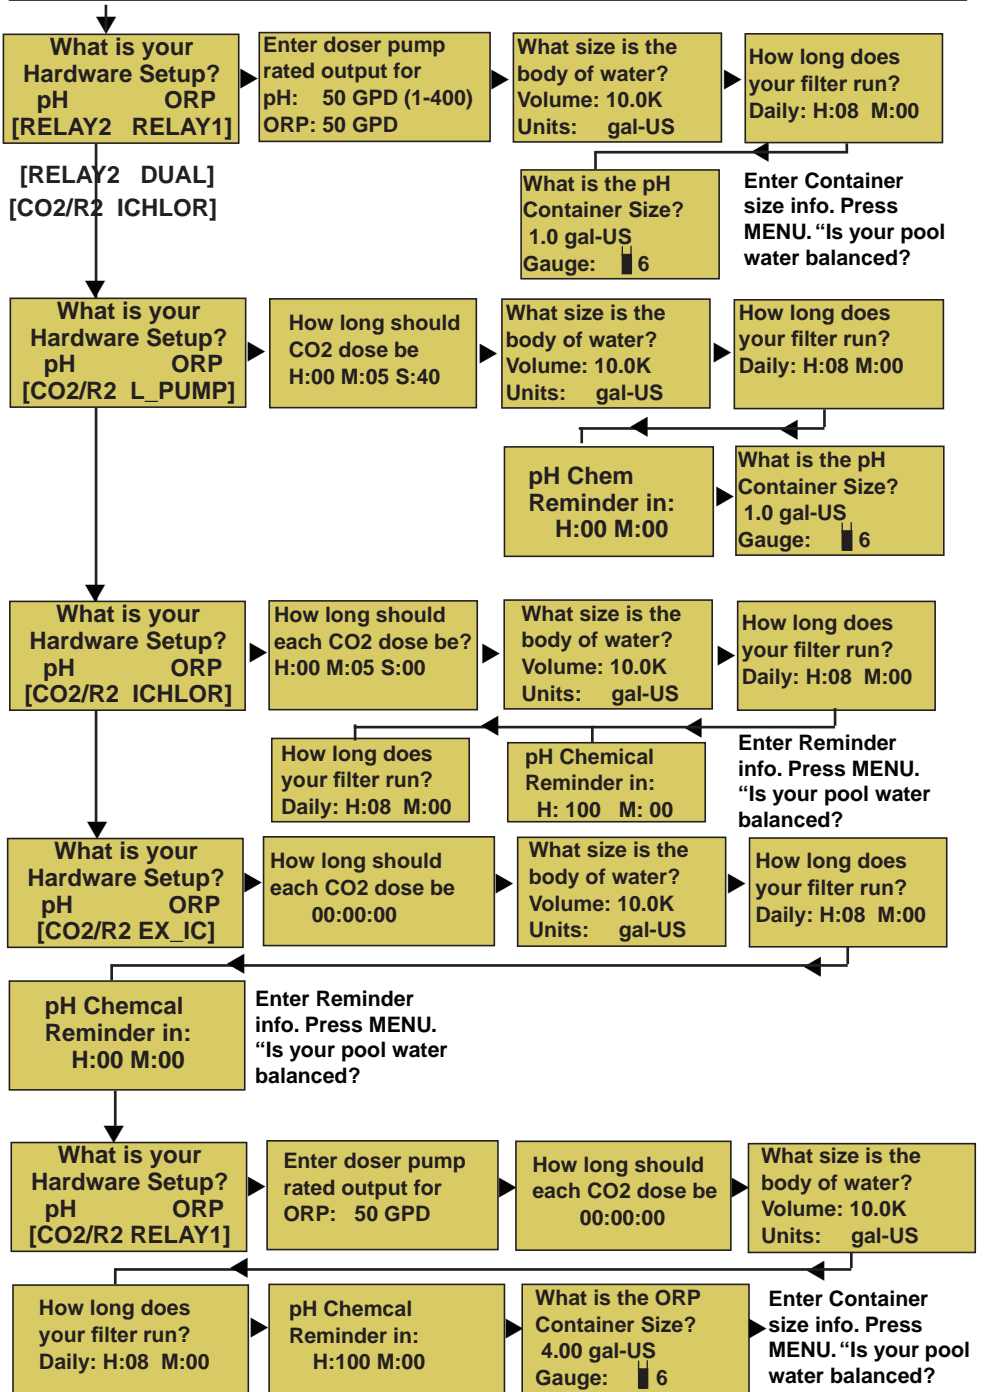 What is your
Hardware Setup?
pH ORP
[RELAY2 RELAY1]
Enter doser pump
rated output for
pH: 50 GPD (1-400)
ORP: 50 GPD
What size is the
body of water?
Volume: 10.0K
Units: gal-US
How long does
your filter run?
Daily: H:08 M:00
[RELAY2 DUAL]
[CO2/R2 ICHLOR]
What is the pH
Container Size?
1.0 gal-US
Gauge: 6
Enter Container
size info. Press
MENU. “Is your pool
water balanced?
What is your
Hardware Setup?
pH ORP
[CO2/R2 L_PUMP]
How long should
CO2 dose be
H:00 M:05 S:40
What size is the
body of water?
Volume: 10.0K
Units: gal-US
How long does
your filter run?
Daily: H:08 M:00
pH Chem
Reminder in:
H:00 M:00
What is the pH
Container Size?
1.0 gal-US
Gauge: 6
What is your
Hardware Setup?
pH ORP
[CO2/R2 ICHLOR]
How long should
each CO2 dose be?
H:00 M:05 S:00
What size is the
body of water?
Volume: 10.0K
Units: gal-US
How long does
your filter run?
Daily: H:08 M:00
How long does
your filter run?
Daily: H:08 M:00
pH Chemical
Reminder in:
H: 100 M: 00
Enter Reminder
info. Press MENU.
“Is your pool water
balanced?
What is your
Hardware Setup?
pH ORP
[CO2/R2 EX_IC]
How long should
each CO2 dose be
00:00:00
What size is the
body of water?
Volume: 10.0K
Units: gal-US
How long does
your filter run?
Daily: H:08 M:00
pH Chemcal
Reminder in:
H:00 M:00
Enter Reminder
info. Press MENU.
“Is your pool water
balanced?
What is your
Hardware Setup?
pH ORP
[CO2/R2 RELAY1]
Enter doser pump
rated output for
ORP: 50 GPD
How long should
each CO2 dose be
00:00:00
What size is the
body of water?
Volume: 10.0K
Units: gal-US
How long does
your filter run?
Daily: H:08 M:00
pH Chemcal
Reminder in:
H:100 M:00
What is the ORP
Container Size?
4.00 gal-US
Gauge: 6
Enter Container
size info. Press
MENU. “Is your pool
water balanced?